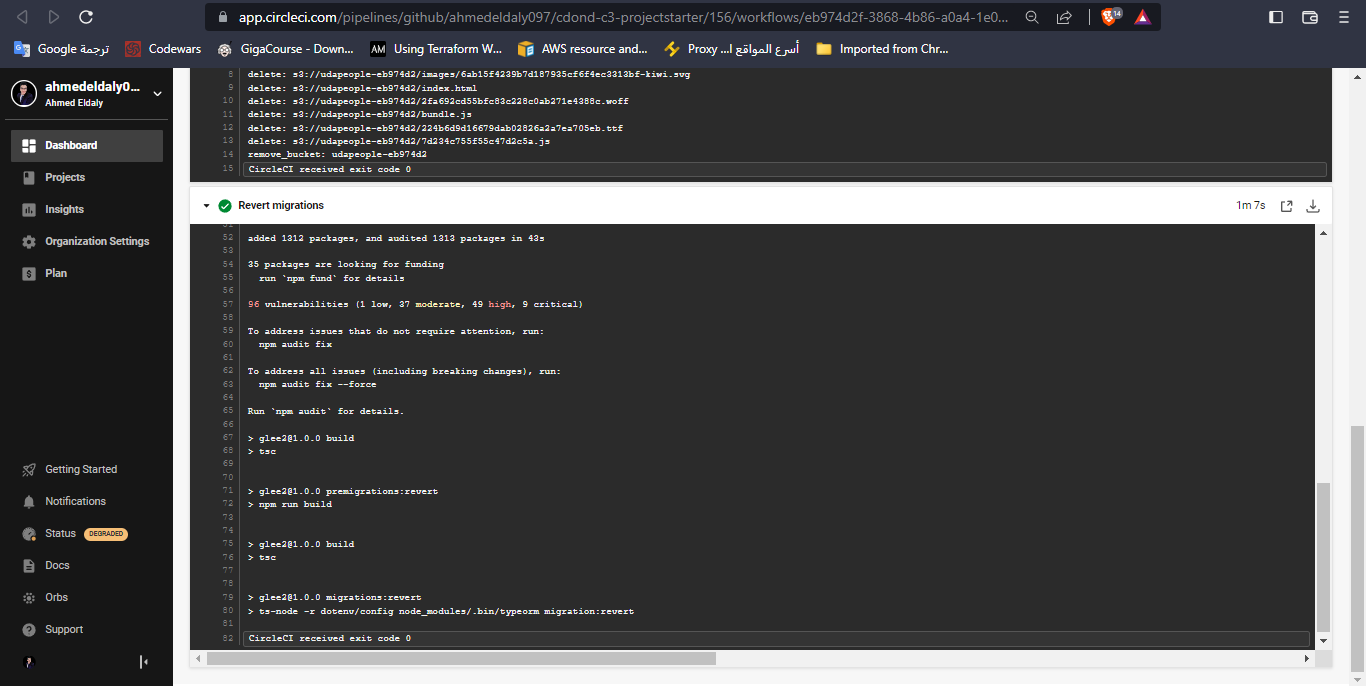 app.circleci.com/pipelines/github/ahmedeldaly097/cdond-c3-projectstarter/156/workflows/eb974d2f-3868-4b86-a0a4-1e0...
14
Google ترجمة
Codewars
GigaCourse - Down...
AM Using Terraform W...
AWS resource and...
أسرع المواقع ا... Proxy
Imported from Chr...
ahmedeldaly0...
Ahmed Eldaly
Dashboard
Projects
Insights
Organization Settings
Plan
Getting Started
Notifications
Status DEGRADED
Docs
Orbs
Support
8 delete: s3://udapeople-eb974d2/images/6ab15f4239b7d187935cf6f4ec3313bf-kiwi.svg
9 delete: s3://udapeople-eb974d2/index.html
10 delete: s3://udapeople-eb974d2/2fa692cd55bfc83c228c0ab271e4388c.woff
11 delete: s3://udapeople-eb974d2/bundle.js
12 delete: s3://udapeople-eb974d2/224b6d9d16679dab02826a2a7ea705eb.ttf
13 delete: s3://udapeople-eb974d2/7d234c755f55c47d2c5a.js
14 remove_bucket: udapeople-eb974d2
15 CircleCI received exit code 0
Revert migrations 1m 7s
51
52 added 1312 packages, and audited 1313 packages in 43s
53
54 35 packages are looking for funding
55 run `npm fund` for details
56
57 96 vulnerabilities (1 low, 37 moderate, 49 high, 9 critical)
58
59 To address issues that do not require attention, run:
60 npm audit fix
61
62 To address all issues (including breaking changes), run:
63 npm audit fix --force
64
65 Run `npm audit` for details.
66
67 > glee2@1.0.0 build
68 > tsc
69
70
71 > glee2@1.0.0 premigrations:revert
72 > npm run build
73
74
75 > glee2@1.0.0 build
76 > tsc
77
78
79 > glee2@1.0.0 migrations:revert
80 > ts-node -r dotenv/config node_modules/.bin/typeorm migration:revert
81
82 CircleCI received exit code 0